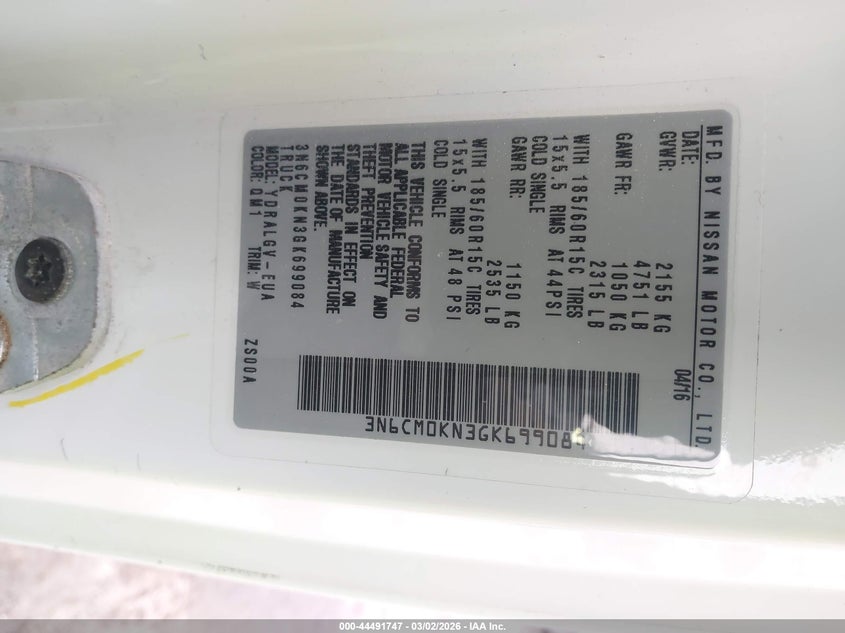 MFD. BY NISSAN MOTOR CO., LTD.
DATE: 04/16
GVWR: 2155 KG
4751 LB
GAWR FR: 1050 KG
2315 LB
WITH 185/60R15C TIRES
15x5.5 RIMS AT 44PSI
COLD SINGLE
GAWR RR: 1150 KG
2535 LB
WITH 185/60R15C TIRES
15x5.5 RIMS AT 48 PSI
COLD SINGLE
THIS VEHICLE CONFORMS TO
ALL APPLICABLE FEDERAL
MOTOR VEHICLE SAFETY AND
THEFT PREVENTION
STANDARDS IN EFFECT ON
THE DATE OF MANUFACTURE
SHOWN ABOVE.
3N6CM0KN3GK699084
TRUCK
MODEL: YDRALGV-EUA
COLOR: QM1 TRIM: W ZS00A
3N6CM0KN3GK699084
000-44491747 - 03/02/2026 - IAA Inc.